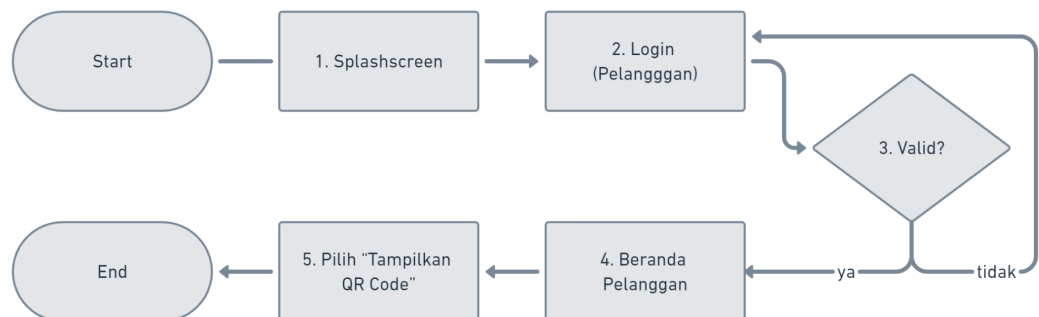 Start
1. Splashscreen
2. Login
(Pelangggan)
3. Valid?
ya
tidak
4. Beranda
Pelanggan
5. Pilih “Tampilkan
QR Code”
End